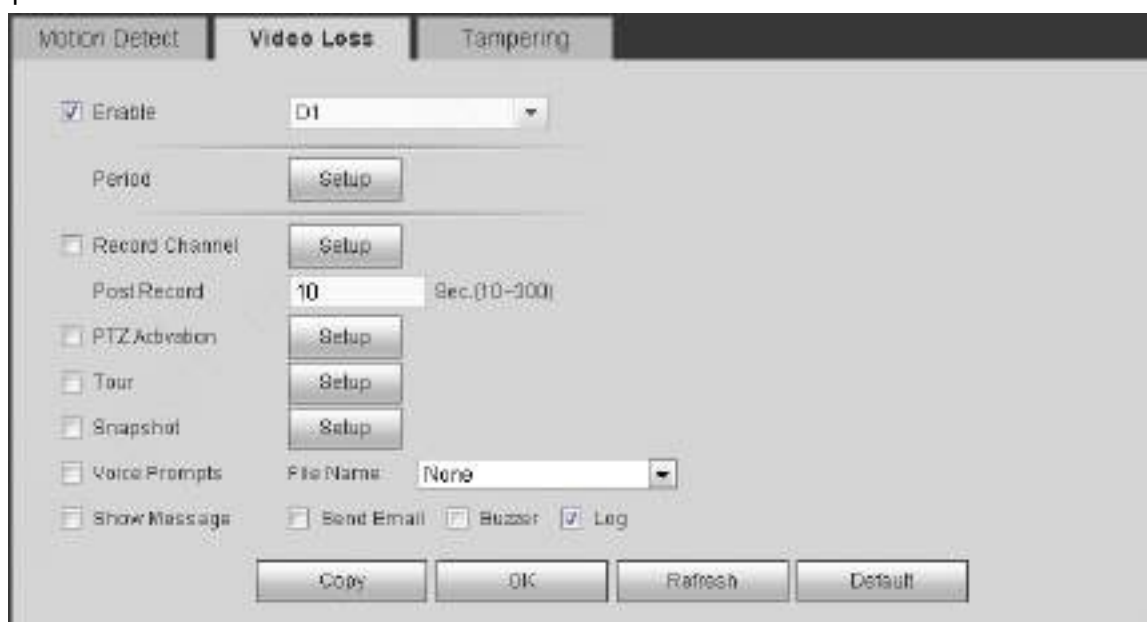 Motion Detect Video Loss Tampering
Enable D1
Period Setup
Record Channel Setup
Post Record 10 Sec.(10~300)
PTZ Activation Setup
Tour Setup
Snapshot Setup
Voice Prompts File Name None
Show Message Send Email Buzzer Log
Copy OK Refresh Default